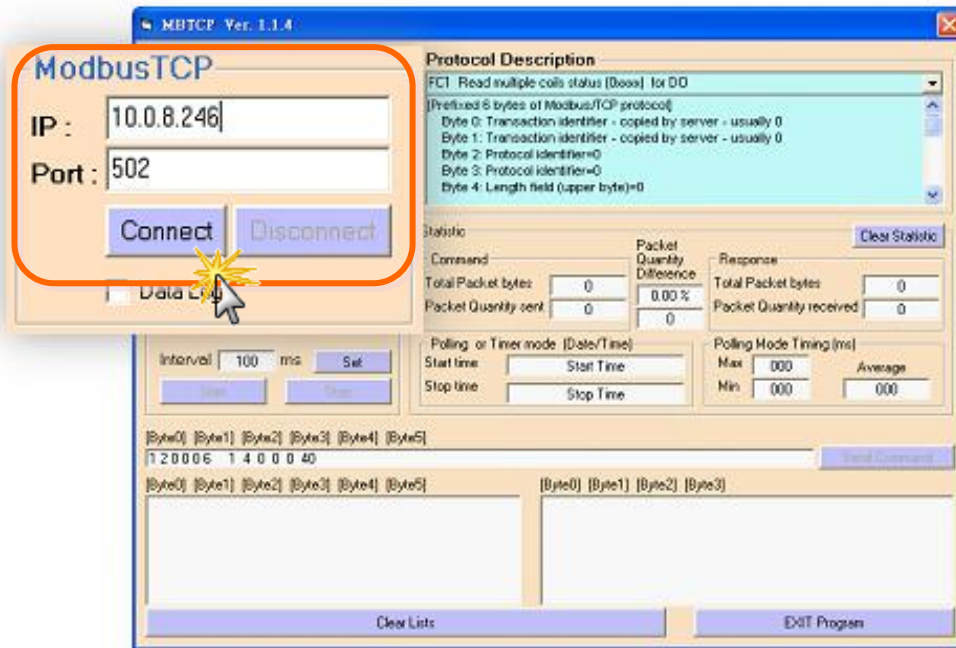 MBTCP Ver. 1.1.4
ModbusTCP
IP : 10.0.8.246
Port : 502
Connect Disconnect
Data Log
Protocol Description
FC1 Read multiple coils status (0xxxx) for DO
[Prefixed 6 bytes of Modbus/TCP protocol]
Byte 0: Transaction identifier - copied by server - usually 0
Byte 1: Transaction identifier - copied by server - usually 0
Byte 2: Protocol identifier=0
Byte 3: Protocol identifier=0
Byte 4: Length field (upper byte)=0
Statistic
Clear Statistic
Command
Total Packet bytes 0
Packet Quantity sent 0
Packet
Quantity
Difference
0.00 %
0
Response
Total Packet bytes 0
Packet Quantity received 0
Interval 100 ms Set
Start Stop
Polling or Timer mode (Date/Time)
Start time Start Time
Stop time Stop Time
Polling Mode Timing (ms)
Max 000
Min 000
Average
000
[Byte0] [Byte1] [Byte2] [Byte3] [Byte4] [Byte5]
1 2 0 0 0 6 1 4 0 0 0 40
Send Command
[Byte0] [Byte1] [Byte2] [Byte3] [Byte4] [Byte5]
[Byte0] [Byte1] [Byte2] [Byte3]
Clear Lists
EXIT Program